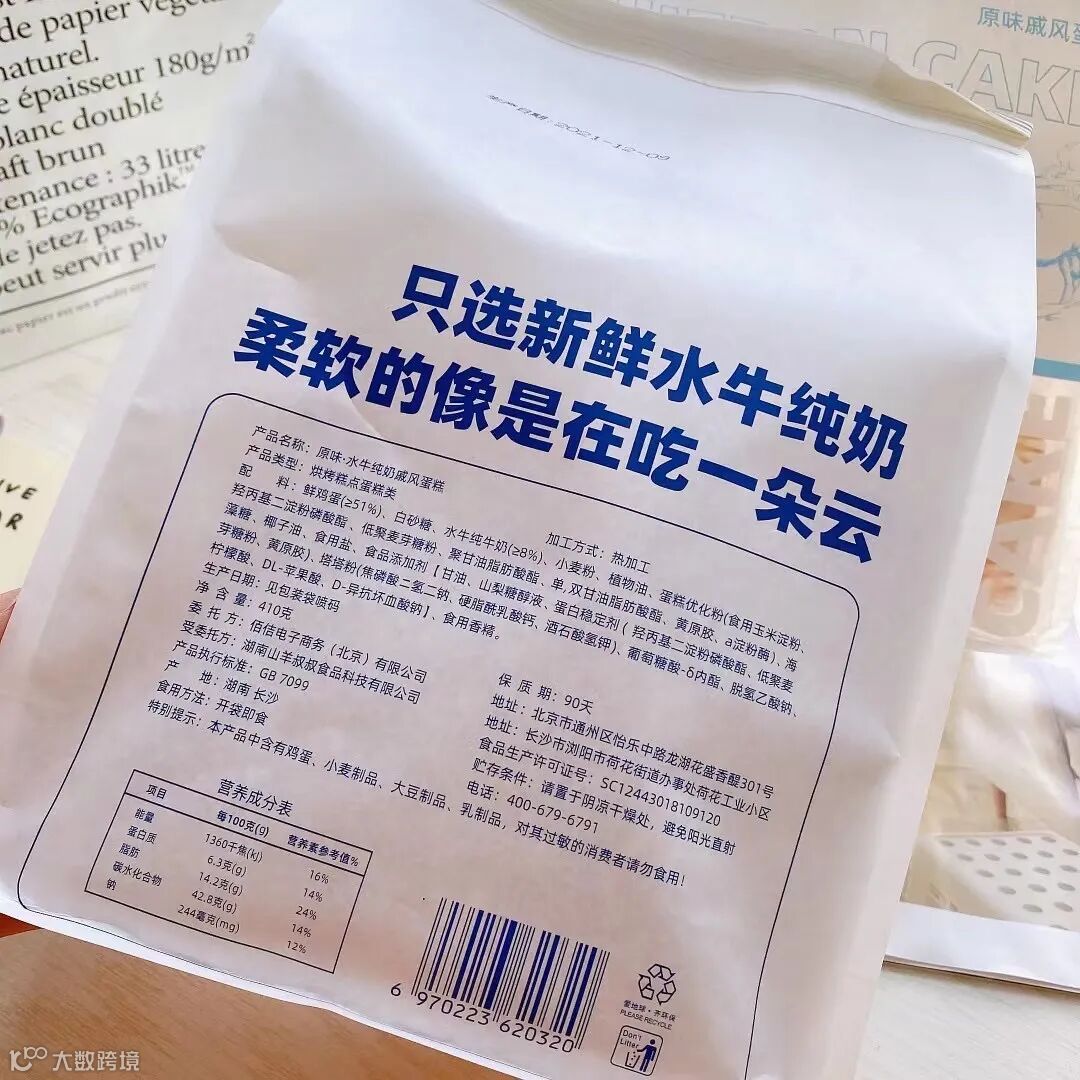 de papier végétal
naturel.
e épaisseur 180g/m²
blanc doublé
aft brun
tenance : 33 litre
% Ecographik.™
le jetez pas.
peut servir plu
原味戚风蛋
CAKE
CAKE
生产日期:2021-12-09
只选新鲜水牛纯奶
柔软的像是在吃一朵云
产品名称：原味·水牛纯奶戚风蛋糕
产品类型：烘烤糕点蛋糕类
加工方式：热加工
配 料：鲜鸡蛋(≥51%)、白砂糖、水牛纯牛奶(≥8%)、小麦粉、植物油、蛋糕优化粉(食用玉米淀粉、
羟丙基二淀粉磷酸酯、低聚麦芽糖粉、聚甘油脂肪酸酯、单,双甘油脂肪酸酯、黄原胶、a淀粉酶)、海
藻糖、椰子油、食用盐、食品添加剂【甘油、山梨糖醇液、蛋白稳定剂(羟丙基二淀粉磷酸酯、低聚麦
芽糖粉、黄原胶)、塔塔粉(焦磷酸二氢二钠、硬脂酰乳酸钙、酒石酸氢钾)、葡萄糖酸-δ内酯、脱氢乙酸钠、
柠檬酸、DL-苹果酸、D-异抗坏血酸钠】、食用香精。
生产日期：见包装袋喷码
保 质 期：90天
净 含 量：410克
委 托 方：佰佶电子商务（北京）有限公司
地址：北京市通州区怡乐中路龙湖花盛香醍301号
受委托方：湖南山羊叔叔食品科技有限公司
地址：长沙市浏阳市荷花街道办事处荷花工业小区
产品执行标准：GB 7099
食品生产许可证号：SC12443018109120
产 地：湖南 长沙
贮存条件：请置于阴凉干燥处，避免阳光直射
食用方法：开袋即食
电话：400-679-6791
特别提示：本产品中含有鸡蛋、小麦制品、大豆制品、乳制品，对其过敏的消费者请勿食用！
营养成分表
项目 每100克(g) 营养素参考值%
能量 1360千焦(kJ) 16%
蛋白质 6.3克(g) 14%
脂肪 14.2克(g) 24%
碳水化合物 42.8克(g) 14%
钠 244毫克(mg) 12%
6 970223 620320
爱地球·齐环保
PLEASE RECYCLE
Don't
Litter
IVE
OR
大数跨境